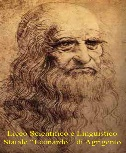 Liceo Scientifico e Linguistico
Statale "Leonardo" di Agrigento